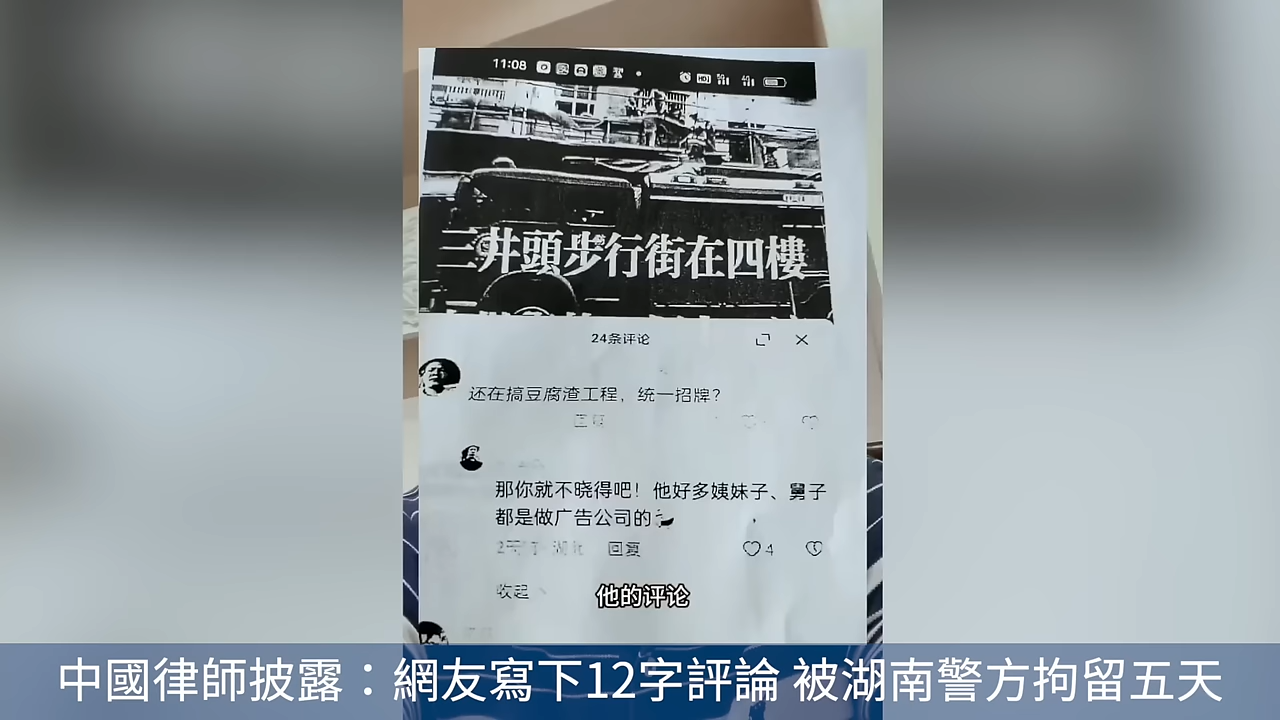 11:08
三井頭步行街在四樓
24条评论
还在搞豆腐渣工程，统一招牌？
那你就不晓得吧！他好多姨妹子、舅子
都是做广告公司的
回复
4
收起
他的评论
中國律師披露：網友寫下12字評論 被湖南警方拘留五天